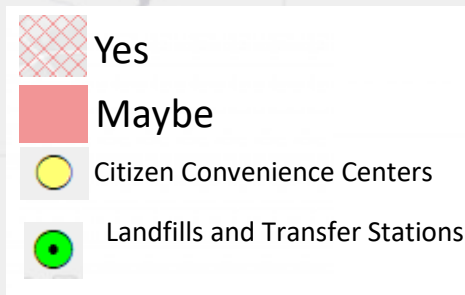 Yes
Maybe
Citizen Convenience Centers
Landfills and Transfer Stations